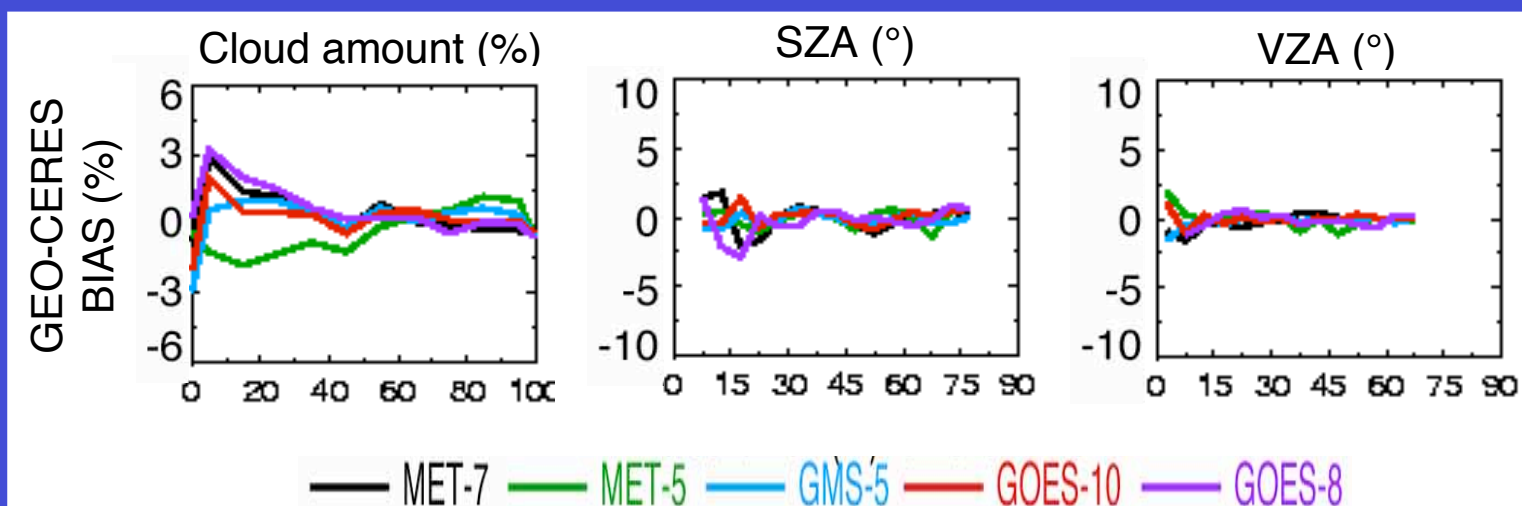 Cloud amount (%)
SZA (°)
VZA (°)
GEO-CERES
BIAS (%)
6
3
0
-3
-6
0 20 40 60 80 100
10
5
0
-5
-10
0 15 30 45 60 75 90
10
5
0
-5
-10
0 15 30 45 60 75 90
MET-7 MET-5 GMS-5 GOES-10 GOES-8